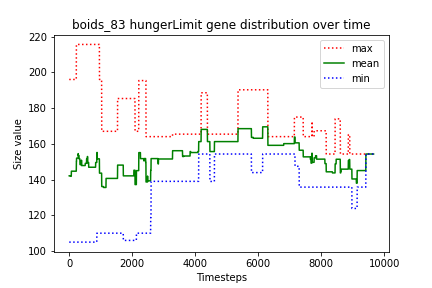 boids_83 hungerLimit gene distribution over time
220
200
180
160
140
120
100
Size value
max
mean
min
0
2000
4000
6000
8000
10000
Timesteps